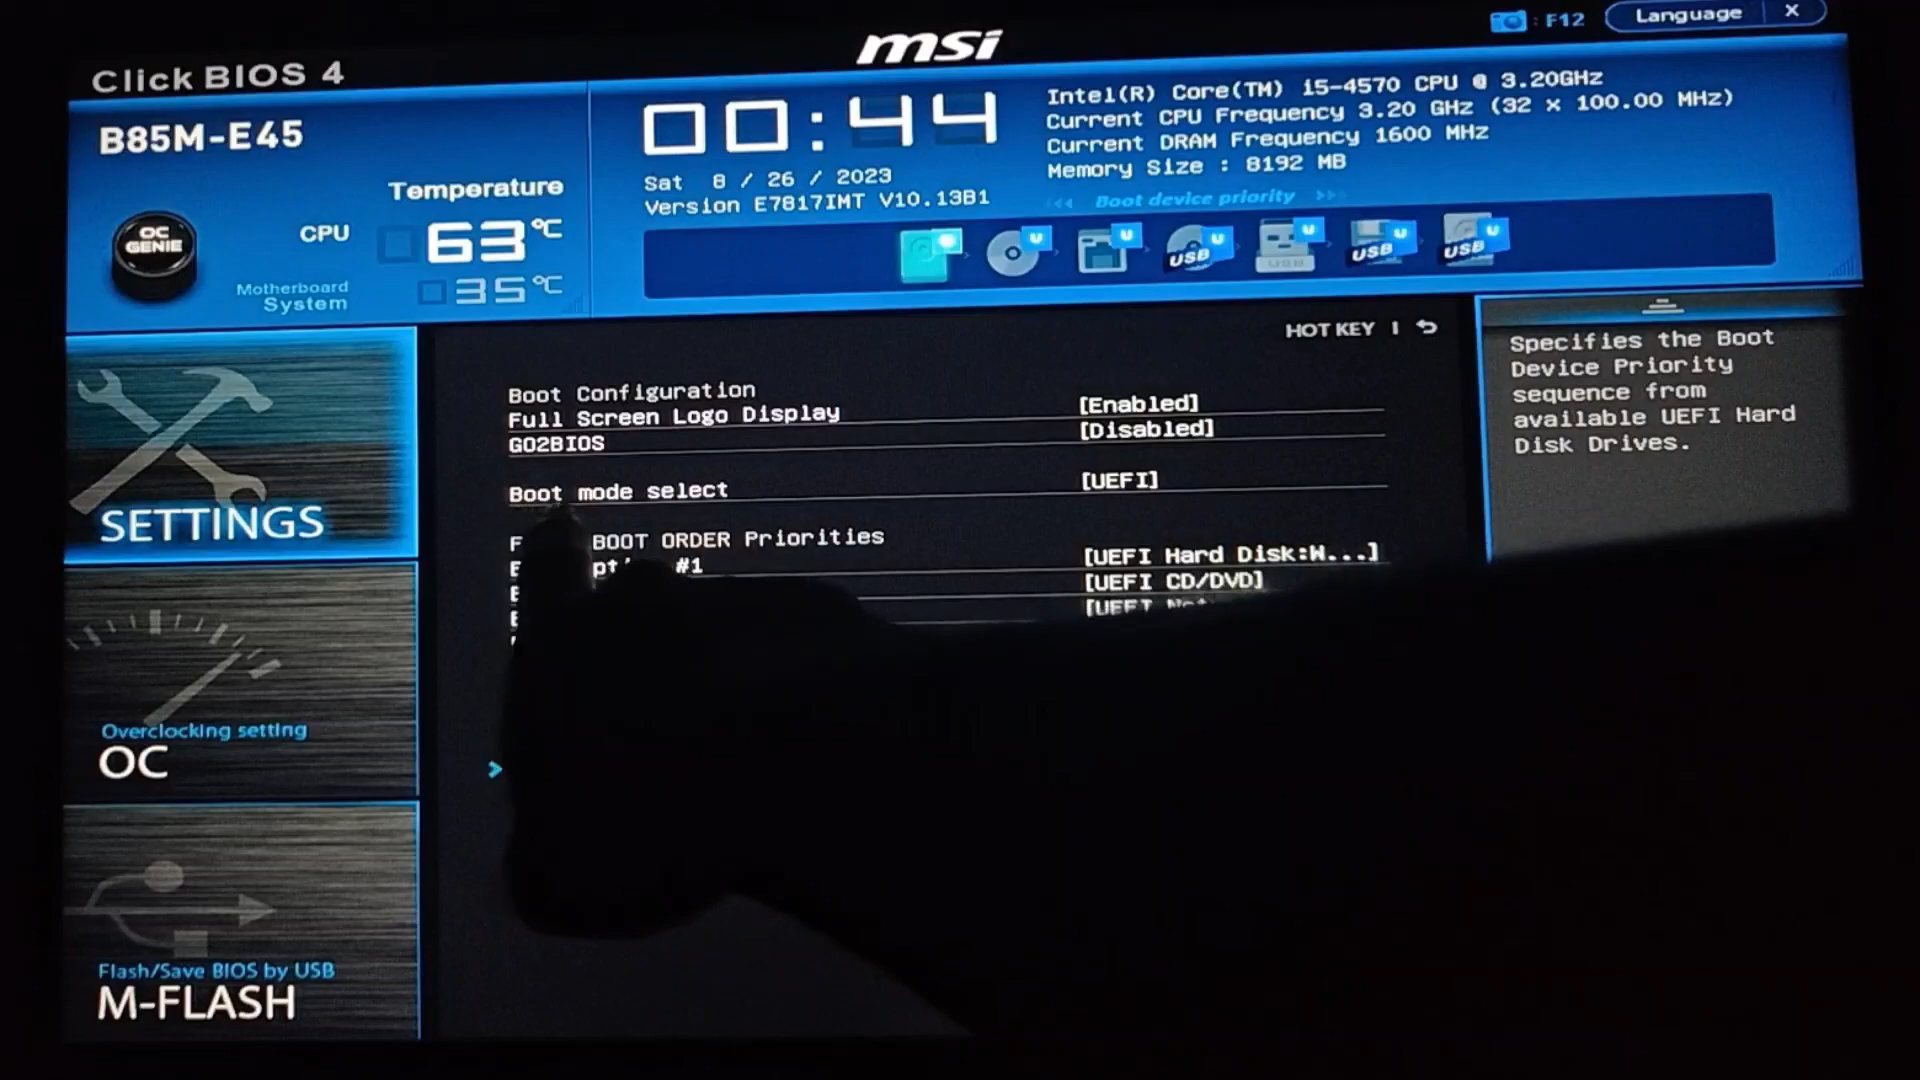 msi
: F12
Language X
Click BIOS 4
B85M-E45
Temperature
OC GENIE
CPU 63°C
Motherboard
System
35°C
00:44
Sat 8 / 26 / 2023
Version E7817IMT V10.13B1
Intel(R) Core(TM) i5-4570 CPU @ 3.20GHz
Current CPU Frequency 3.20 GHz (32 x 100.00 MHz)
Current DRAM Frequency 1600 MHz
Memory Size : 8192 MB
Boot device priority
U U U USB U USB U USB U
SETTINGS
Overclocking setting
OC
Flash/Save BIOS by USB
M-FLASH
HOT KEY
Boot Configuration
Full Screen Logo Display [Enabled]
GO2BIOS [Disabled]
Boot mode select [UEFI]
BOOT ORDER Priorities
#1 [UEFI Hard Disk:W...]
[UEFI CD/DVD]
[UEFI
Specifies the Boot
Device Priority
sequence from
available UEFI Hard
Disk Drives.